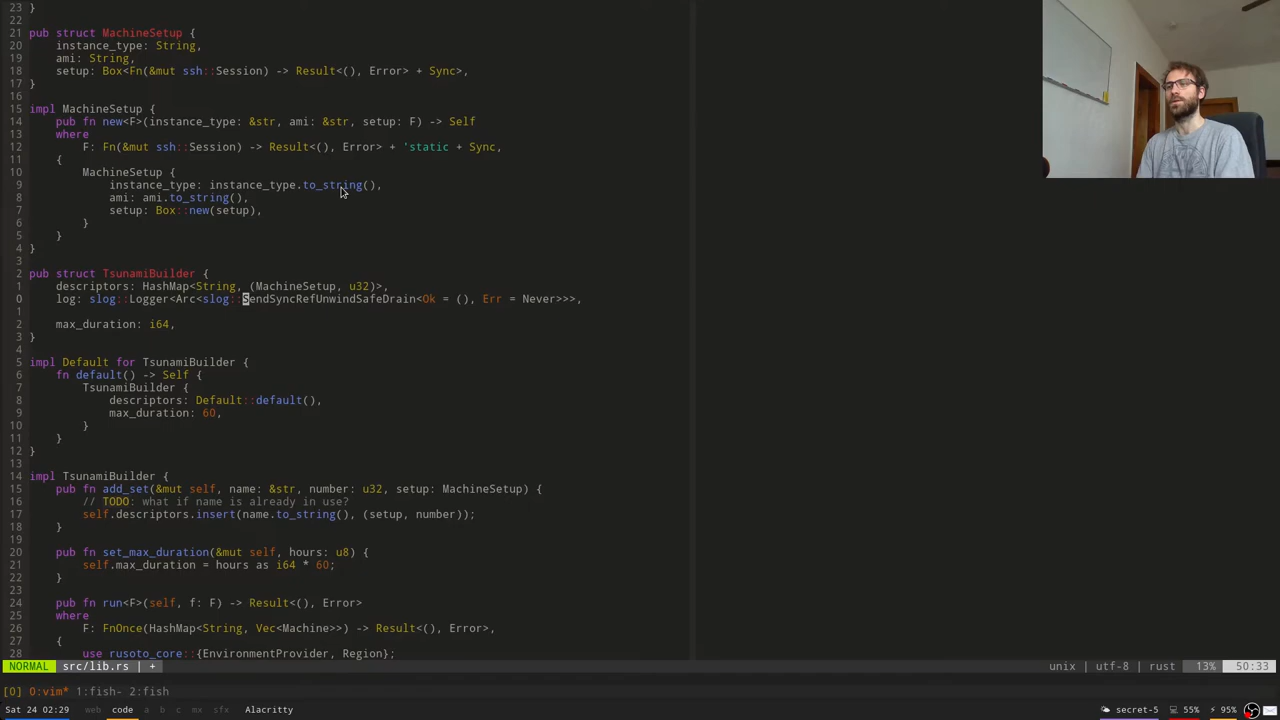 23 }
22
21 pub struct MachineSetup {
20     instance_type: String,
19     ami: String,
18     setup: Box<Fn(&mut ssh::Session) -> Result<(), Error> + Sync>,
17 }
16
15 impl MachineSetup {
14     pub fn new<F>(instance_type: &str, ami: &str, setup: F) -> Self
13     where
12         F: Fn(&mut ssh::Session) -> Result<(), Error> + 'static + Sync,
11     {
10         MachineSetup {
9             instance_type: instance_type.to_string(),
8             ami: ami.to_string(),
7             setup: Box::new(setup),
6         }
5     }
4 }
3
2 pub struct TsunamiBuilder {
1     descriptors: HashMap<String, (MachineSetup, u32)>,
0     log: slog::Logger<Arc<slog::SendSyncRefUnwindSafeDrain<Ok = (), Err = Never>>>,
1
2     max_duration: i64,
3 }
4
5 impl Default for TsunamiBuilder {
6     fn default() -> Self {
7         TsunamiBuilder {
8             descriptors: Default::default(),
9             max_duration: 60,
10         }
11     }
12 }
13
14 impl TsunamiBuilder {
15     pub fn add_set(&mut self, name: &str, number: u32, setup: MachineSetup) {
16         // TODO: what if name is already in use?
17         self.descriptors.insert(name.to_string(), (setup, number));
18     }
19
20     pub fn set_max_duration(&mut self, hours: u8) {
21         self.max_duration = hours as i64 * 60;
22     }
23
24     pub fn run<F>(self, f: F) -> Result<(), Error>
25     where
26         F: FnOnce(HashMap<String, Vec<Machine>>) -> Result<(), Error>,
27     {
28         use rusoto_core::{EnvironmentProvider, Region};
NORMAL src/lib.rs | + unix | utf-8 | rust 13% 50:33
[0] 0:vim* 1:fish- 2:fish
Sat 24 02:29 web code a b c mx sfx Alacritty secret-5 55% 95%